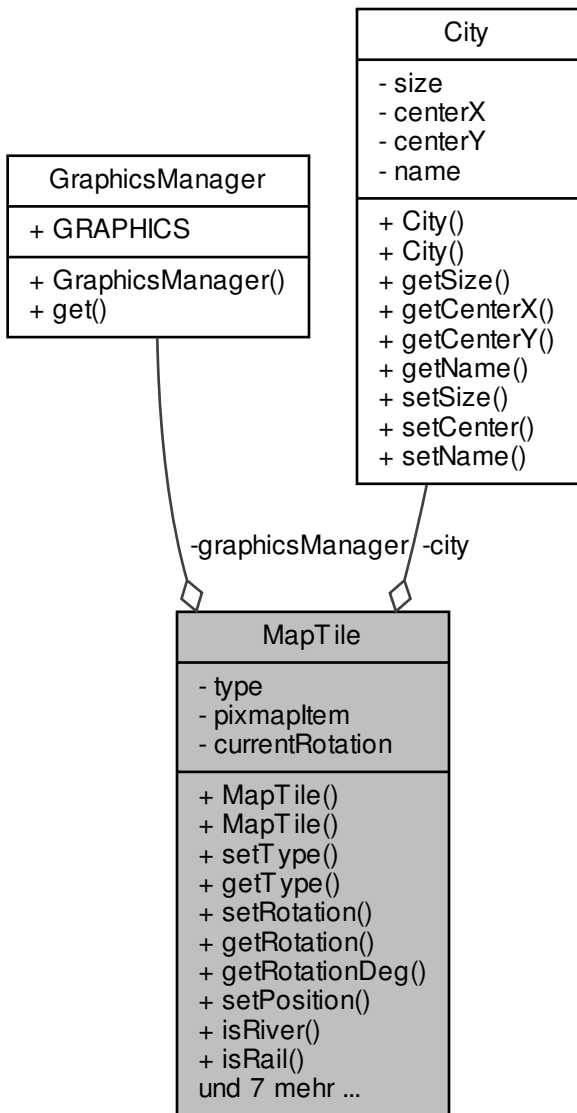 City
- size
- centerX
- centerY
- name
+ City()
+ City()
+ getSize()
+ getCenterX()
+ getCenterY()
+ getName()
+ setSize()
+ setCenter()
+ setName()
GraphicsManager
+ GRAPHICS
+ GraphicsManager()
+ get()
-graphicsManager
-city
MapTile
- type
- pixmapItem
- currentRotation
+ MapTile()
+ MapTile()
+ setType()
+ getType()
+ setRotation()
+ getRotation()
+ getRotationDeg()
+ setPosition()
+ isRiver()
+ isRail()
und 7 mehr ...